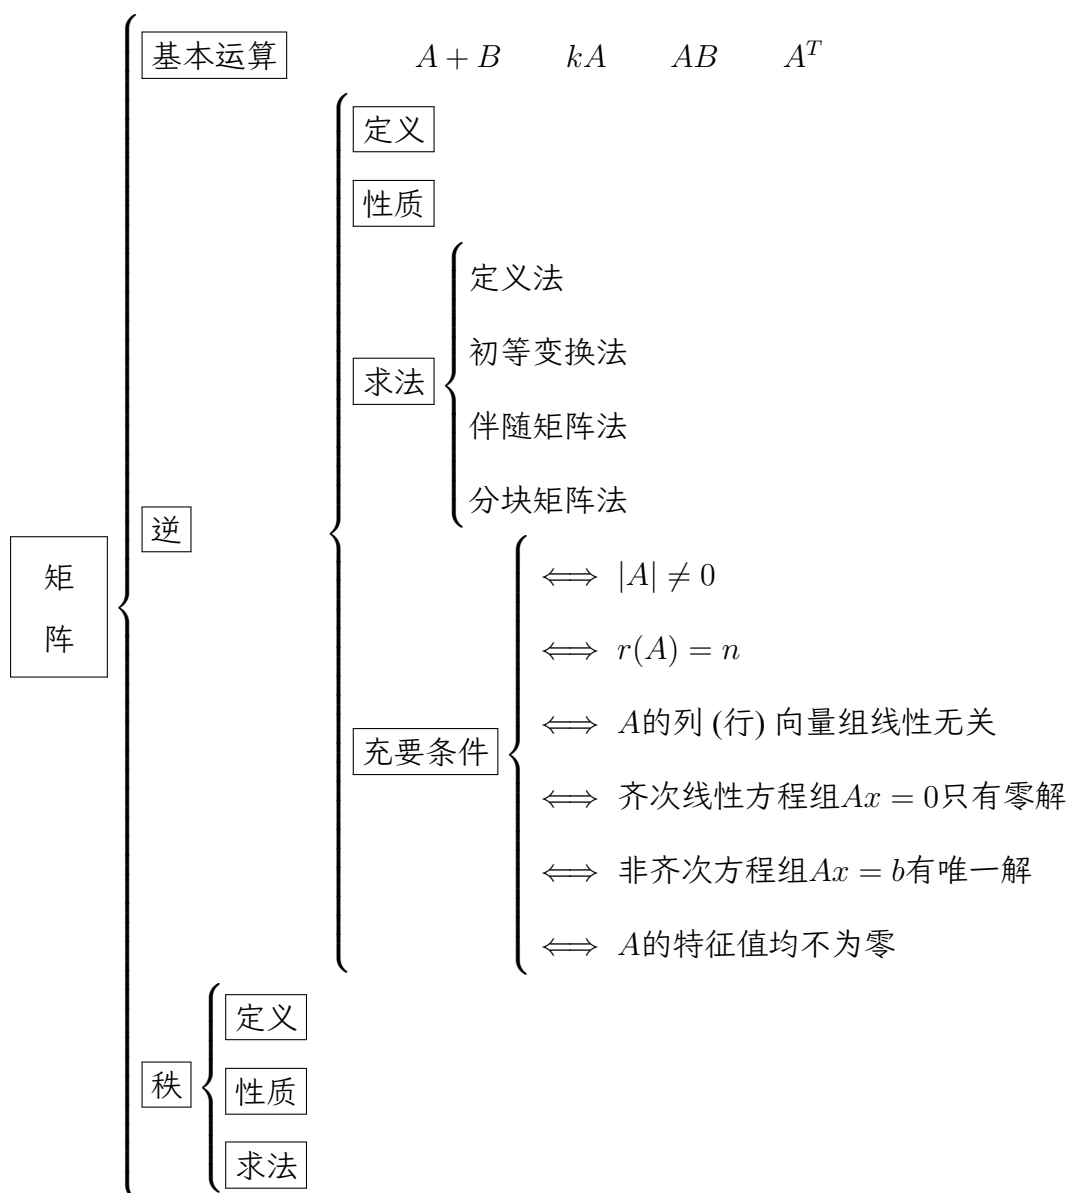 基本运算 A + B kA AB A^T
定义
性质
定义法
初等变换法
求法
伴随矩阵法
分块矩阵法
逆
矩
阵
⟺ |A| ≠ 0
⟺ r(A) = n
⟺ A的列 (行) 向量组线性无关
充要条件
⟺ 齐次线性方程组Ax = 0只有零解
⟺ 非齐次方程组Ax = b有唯一解
⟺ A的特征值均不为零
定义
秩 性质
求法